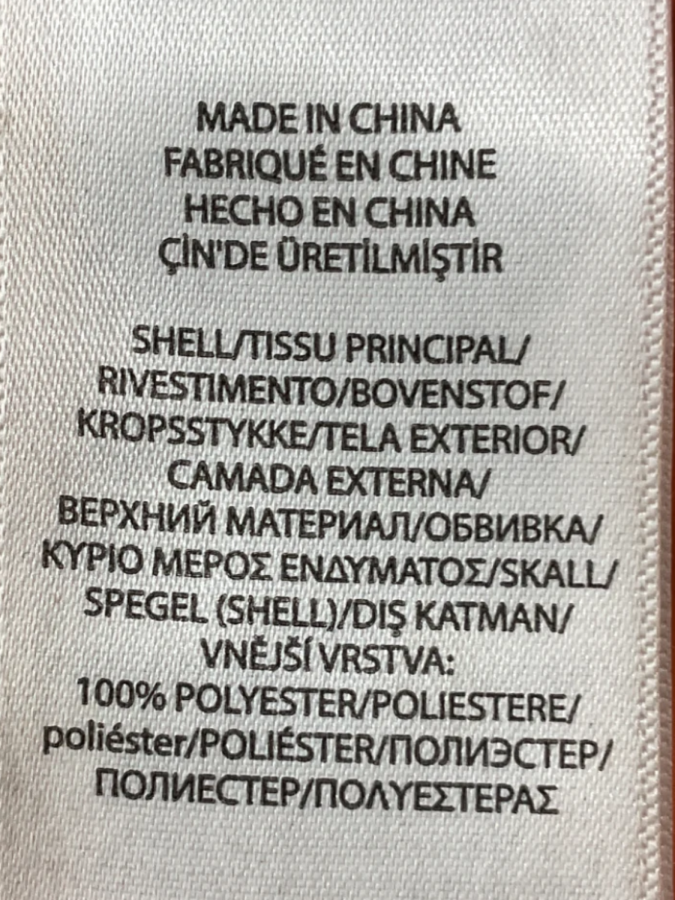 MADE IN CHINA
FABRIQUÉ EN CHINE
HECHO EN CHINA
ÇİN'DE ÜRETİLMİŞTİR
SHELL/TISSU PRINCIPAL/
RIVESTIMENTO/BOVENSTOF/
KROPSSTYKKE/TELA EXTERIOR/
CAMADA EXTERNA/
ВЕРХНИЙ МАТЕРИАЛ/ОБВИВКА/
ΚΥΡΙΟ ΜΕΡΟΣ ΕΝΔΥΜΑΤΟΣ/SKALL/
SPEGEL (SHELL)/DIŞ KATMAN/
VNĚJŠÍ VRSTVA:
100% POLYESTER/POLIESTERE/
poliéster/POLIÉSTER/ПОЛИЭСТЕР/
ПОЛИЕСТЕР/ΠΟΛΥΕΣΤΕΡΑΣ